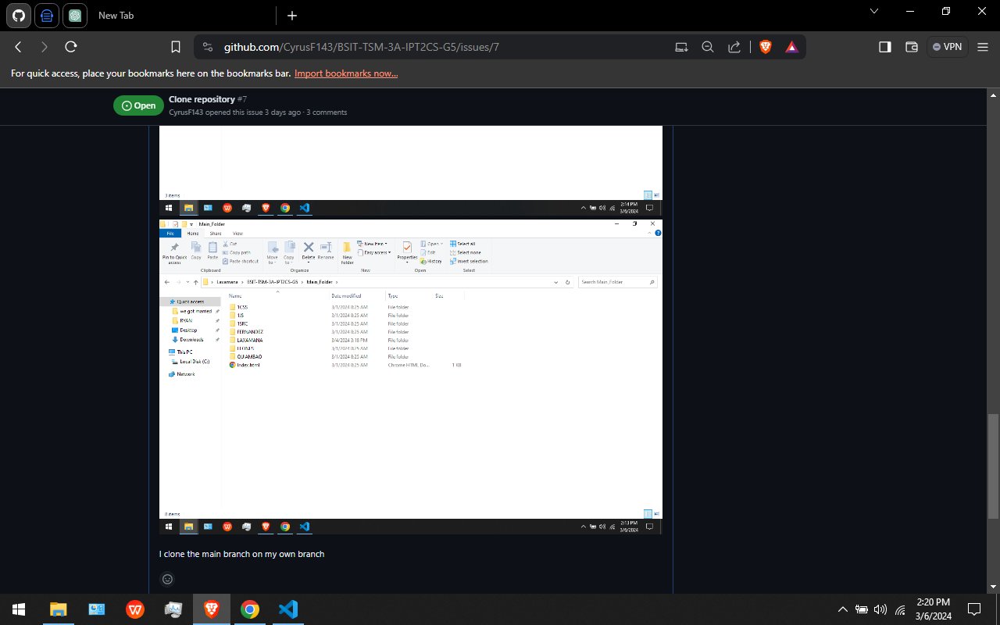 New Tab
github.com/CyrusF143/BSIT-TSM-3A-IPT2CS-G5/issues/7
VPN
For quick access, place your bookmarks here on the bookmarks bar. Import bookmarks now...
Open
Clone repository #7
CyrusF143 opened this issue 3 days ago · 3 comments
3 items
2:14 PM
3/6/2024
Main_Folder
File Home Share View
Pin to Quick access
Copy
Paste
Cut
Copy path
Paste shortcut
Move to
Copy to
Delete
Rename
New folder
New item
Easy access
Properties
Open
Edit
History
Select all
Select none
Invert selection
Clipboard Organize New Open Select
Laxamana > BSIT-TSM-3A-IPT2CS-G5 > Main_Folder >
Search Main_Folder
Name Date modified Type Size
Quick access
we got married
RYAN
Desktop
Downloads
This PC
Local Disk (C:)
Network
1CSS 3/1/2024 8:25 AM File folder
1JS 3/1/2024 8:25 AM File folder
1SRC 3/1/2024 8:25 AM File folder
FERNANDEZ 3/1/2024 8:25 AM File folder
LAXAMANA 3/4/2024 3:18 PM File folder
3/1/2024 8:25 AM File folder
QUIAMBAO 3/1/2024 8:25 AM File folder
Index.html 3/1/2024 8:25 AM Chrome HTML Do... 1 KB
8 items
2:13 PM
3/6/2024
I clone the main branch on my own branch
2:20 PM
3/6/2024